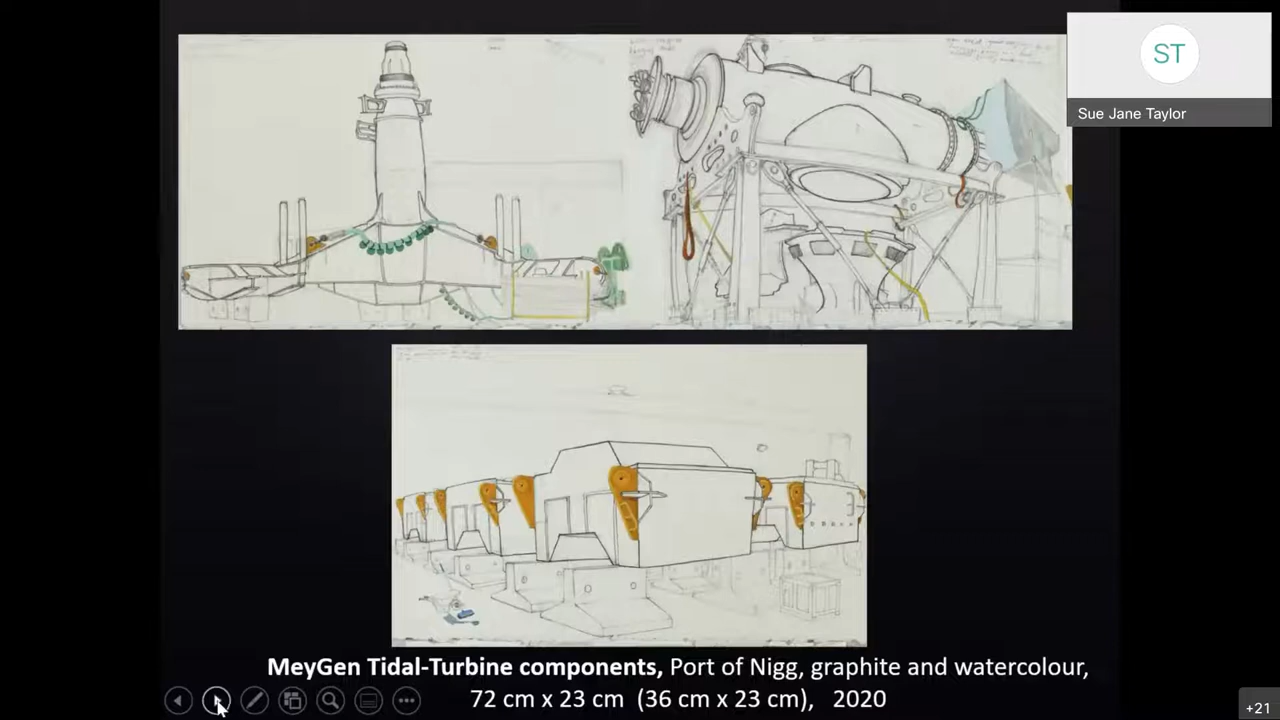 ST
Sue Jane Taylor
MeyGen Tidal-Turbine components, Port of Nigg, graphite and watercolour,
72 cm x 23 cm  (36 cm x 23 cm),   2020
+21